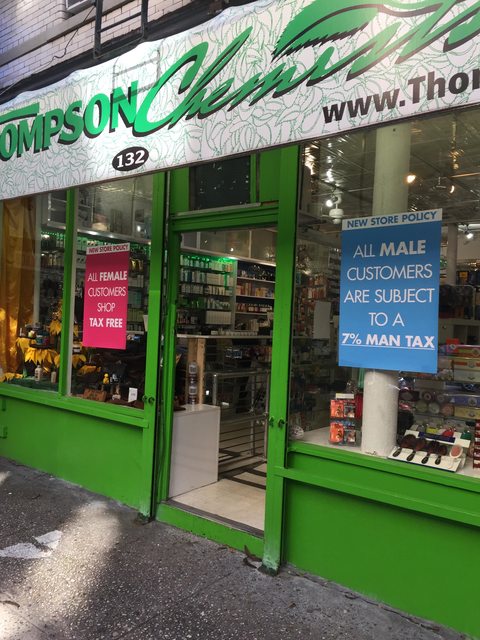 OMPSON Chemists
www.Tho
132
NEW STORE POLICY
ALL FEMALE
CUSTOMERS
SHOP
TAX FREE
NEW STORE POLICY
ALL MALE
CUSTOMERS
ARE SUBJECT
TO A
7% MAN TAX